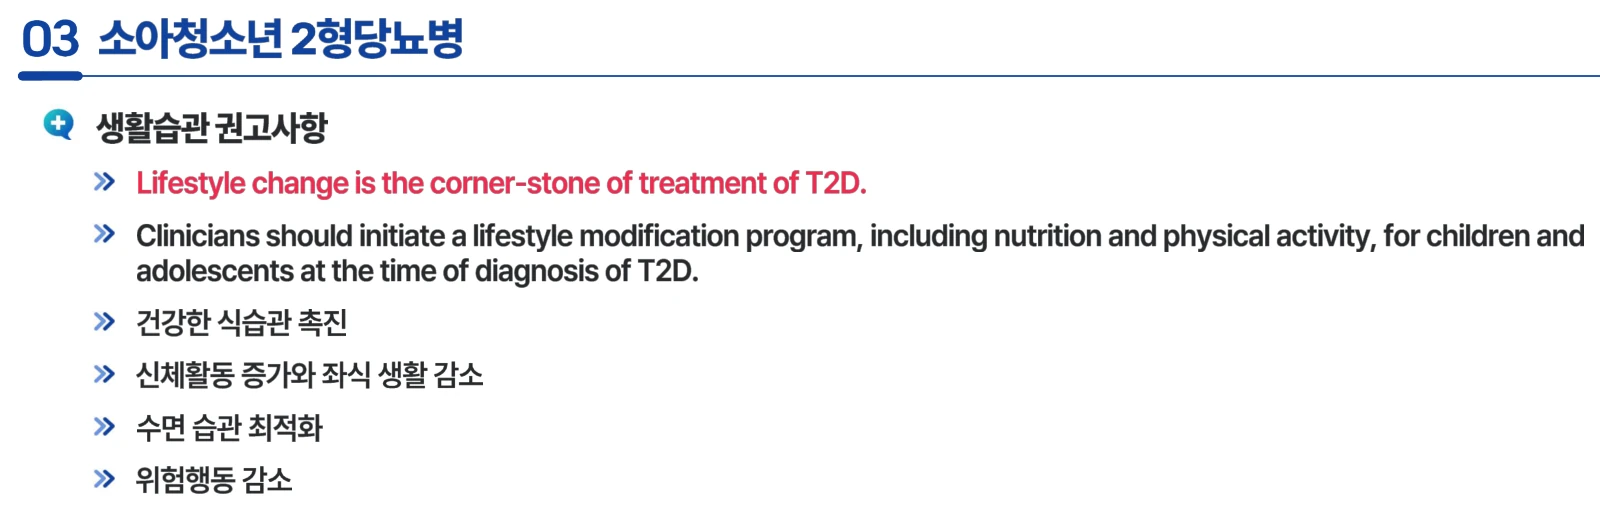 03 소아청소년 2형당뇨병
생활습관 권고사항
Lifestyle change is the corner-stone of treatment of T2D.
Clinicians should initiate a lifestyle modification program, including nutrition and physical activity, for children and
adolescents at the time of diagnosis of T2D.
건강한 식습관 촉진
신체활동 증가와 좌식 생활 감소
수면 습관 최적화
위험행동 감소